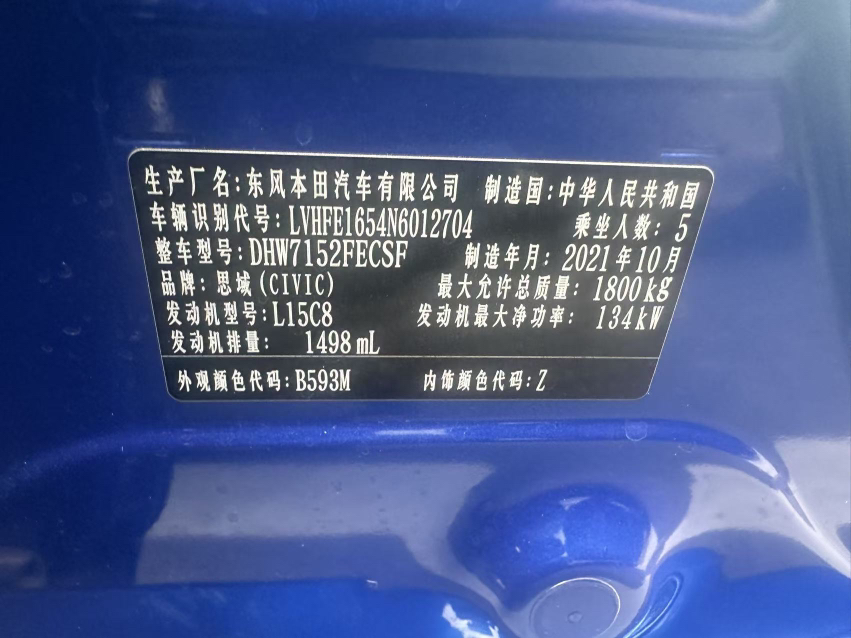 生产厂名:东风本田汽车有限公司 制造国:中华人民共和国
车辆识别代号:LVHFE1654N6012704 乘坐人数:5
整车型号:DHW7152FECSF 制造年月:2021年10月
品牌:思域(CIVIC) 最大允许总质量:1800kg
发动机型号:L15C8 发动机最大净功率:134kW
发动机排量: 1498mL
外观颜色代码:B593M 内饰颜色代码:Z